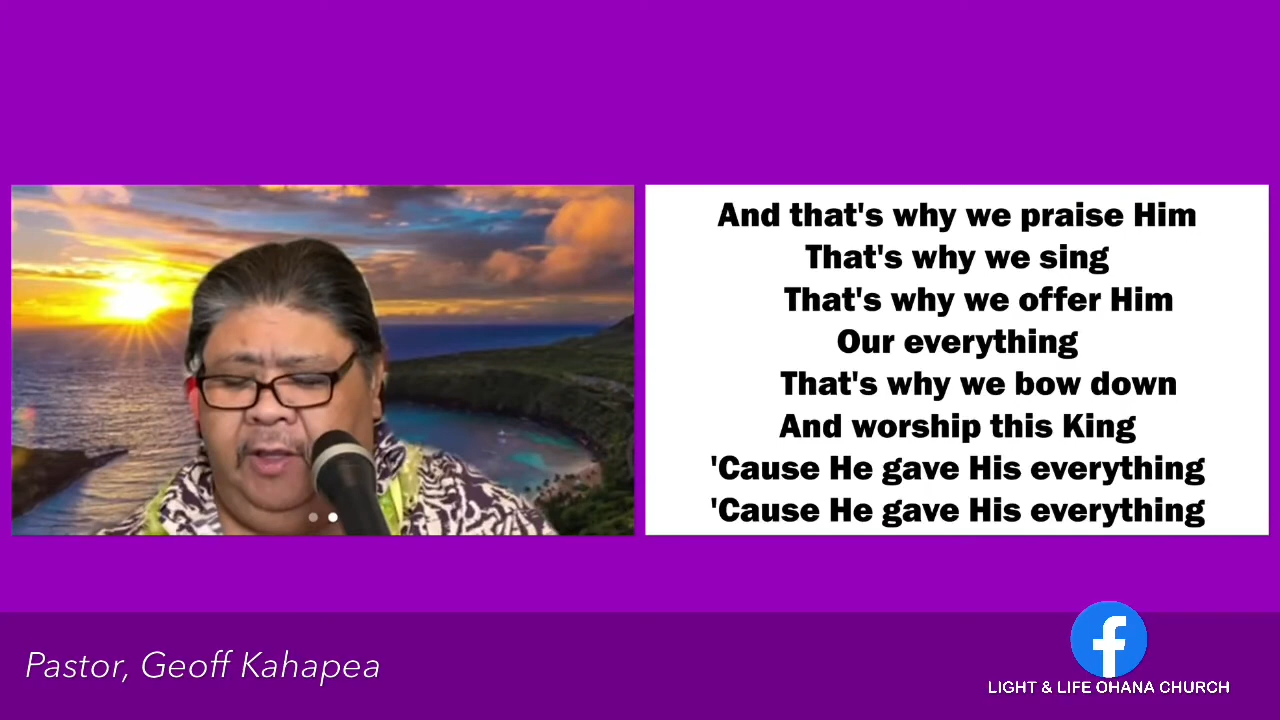 And that's why we praise Him
That's why we sing
That's why we offer Him
Our everything
That's why we bow down
And worship this King
'Cause He gave His everything
'Cause He gave His everything
Pastor, Geoff Kahapea
f
LIGHT & LIFE OHANA CHURCH